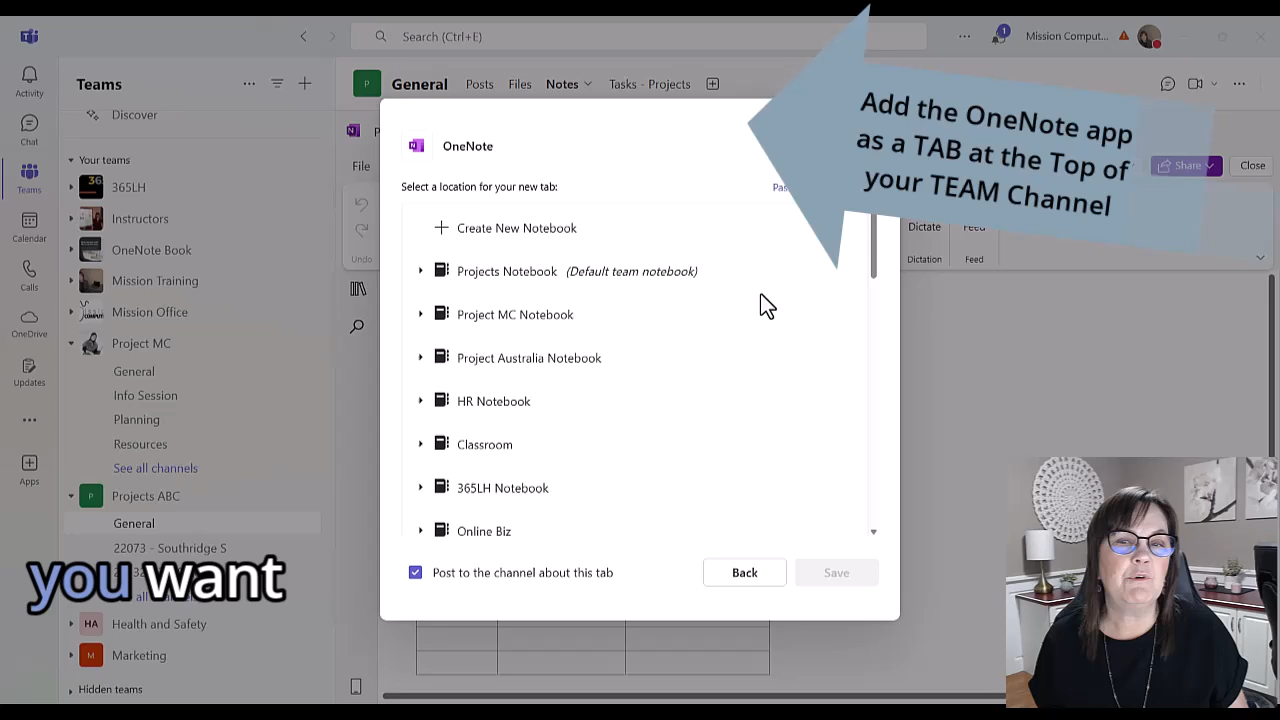 Search (Ctrl+E)
1
Mission Comput...
Activity
Chat
Teams
Calendar
Calls
OneDrive
Updates
Apps
Teams
Discover
Your teams
365LH
Instructors
OneNote Book
Mission Training
Mission Office
Project MC
General
Info Session
Planning
Resources
See all channels
P Projects ABC
General
22073 - Southridge S
HA Health and Safety
M Marketing
Hidden teams
P General Posts Files Notes Tasks - Projects
File
Share
Close
Undo
Dictate
Feed
Dictation
Feed
OneNote
Select a location for your new tab:
Create New Notebook
Projects Notebook (Default team notebook)
Project MC Notebook
Project Australia Notebook
HR Notebook
Classroom
365LH Notebook
Online Biz
Post to the channel about this tab
Back
Save
Add the OneNote app
as a TAB at the Top of
your TEAM Channel
you want